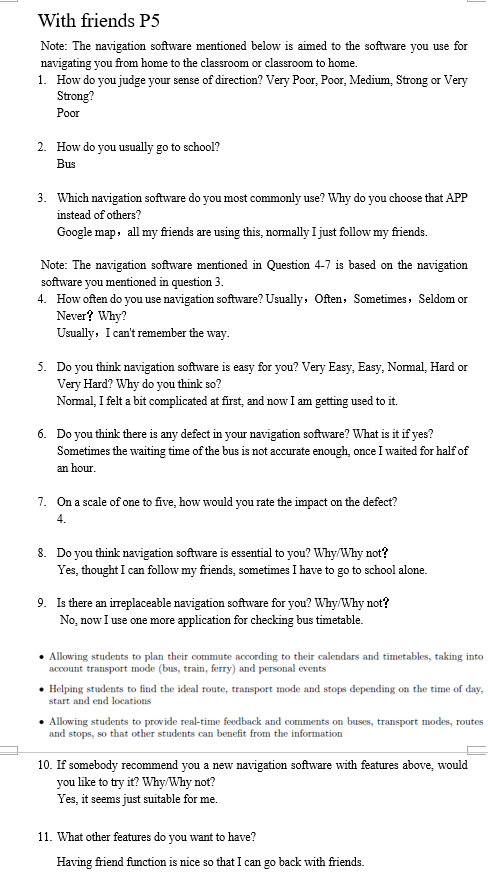 With friends P5
Note: The navigation software mentioned below is aimed to the software you use for
navigating you from home to the classroom or classroom to home.
1. How do you judge your sense of direction? Very Poor, Poor, Medium, Strong or Very
Strong?
Poor
2. How do you usually go to school?
Bus
3. Which navigation software do you most commonly use? Why do you choose that APP
instead of others?
Google map，all my friends are using this, normally I just follow my friends.
Note: The navigation software mentioned in Question 4-7 is based on the navigation
software you mentioned in question 3.
4. How often do you use navigation software? Usually，Often，Sometimes，Seldom or
Never？Why?
Usually，I can't remember the way.
5. Do you think navigation software is easy for you? Very Easy, Easy, Normal, Hard or
Very Hard? Why do you think so?
Normal, I felt a bit complicated at first, and now I am getting used to it.
6. Do you think there is any defect in your navigation software? What is it if yes?
Sometimes the waiting time of the bus is not accurate enough, once I waited for half of
an hour.
7. On a scale of one to five, how would you rate the impact on the defect?
4.
8. Do you think navigation software is essential to you? Why/Why not？
Yes, thought I can follow my friends, sometimes I have to go to school alone.
9. Is there an irreplaceable navigation software for you? Why/Why not？
No, now I use one more application for checking bus timetable.
• Allowing students to plan their commute according to their calendars and timetables, taking into
account transport mode (bus, train, ferry) and personal events
• Helping students to find the ideal route, transport mode and stops depending on the time of day,
start and end locations
• Allowing students to provide real-time feedback and comments on buses, transport modes, routes
and stops, so that other students can benefit from the information
10. If somebody recommend you a new navigation software with features above, would
you like to try it? Why/Why not?
Yes, it seems just suitable for me.
11. What other features do you want to have?
Having friend function is nice so that I can go back with friends.